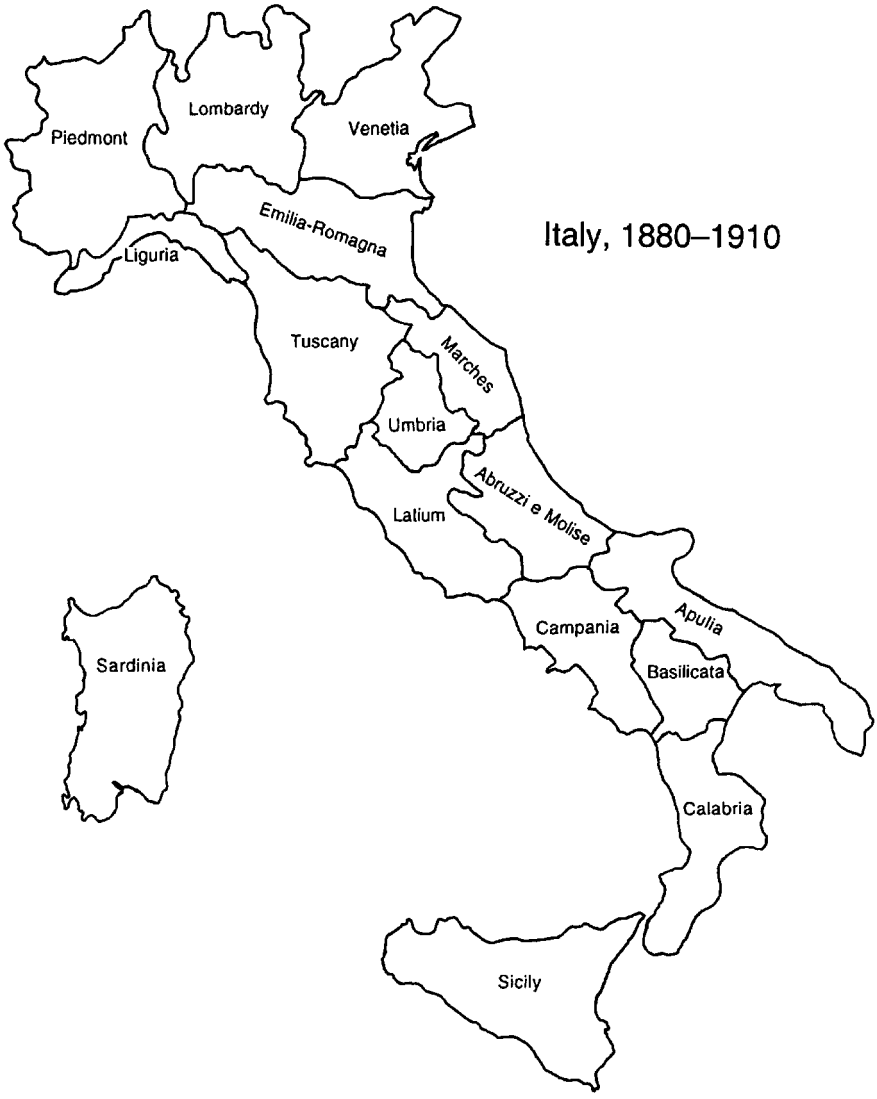 Lombardy
Venetia
Piedmont
Emilia-Romagna
Italy, 1880–1910
Liguria
Tuscany
Marches
Umbria
Abruzzi e Molise
Latium
Apulia
Campania
Sardinia
Basilicata
Calabria
Sicily